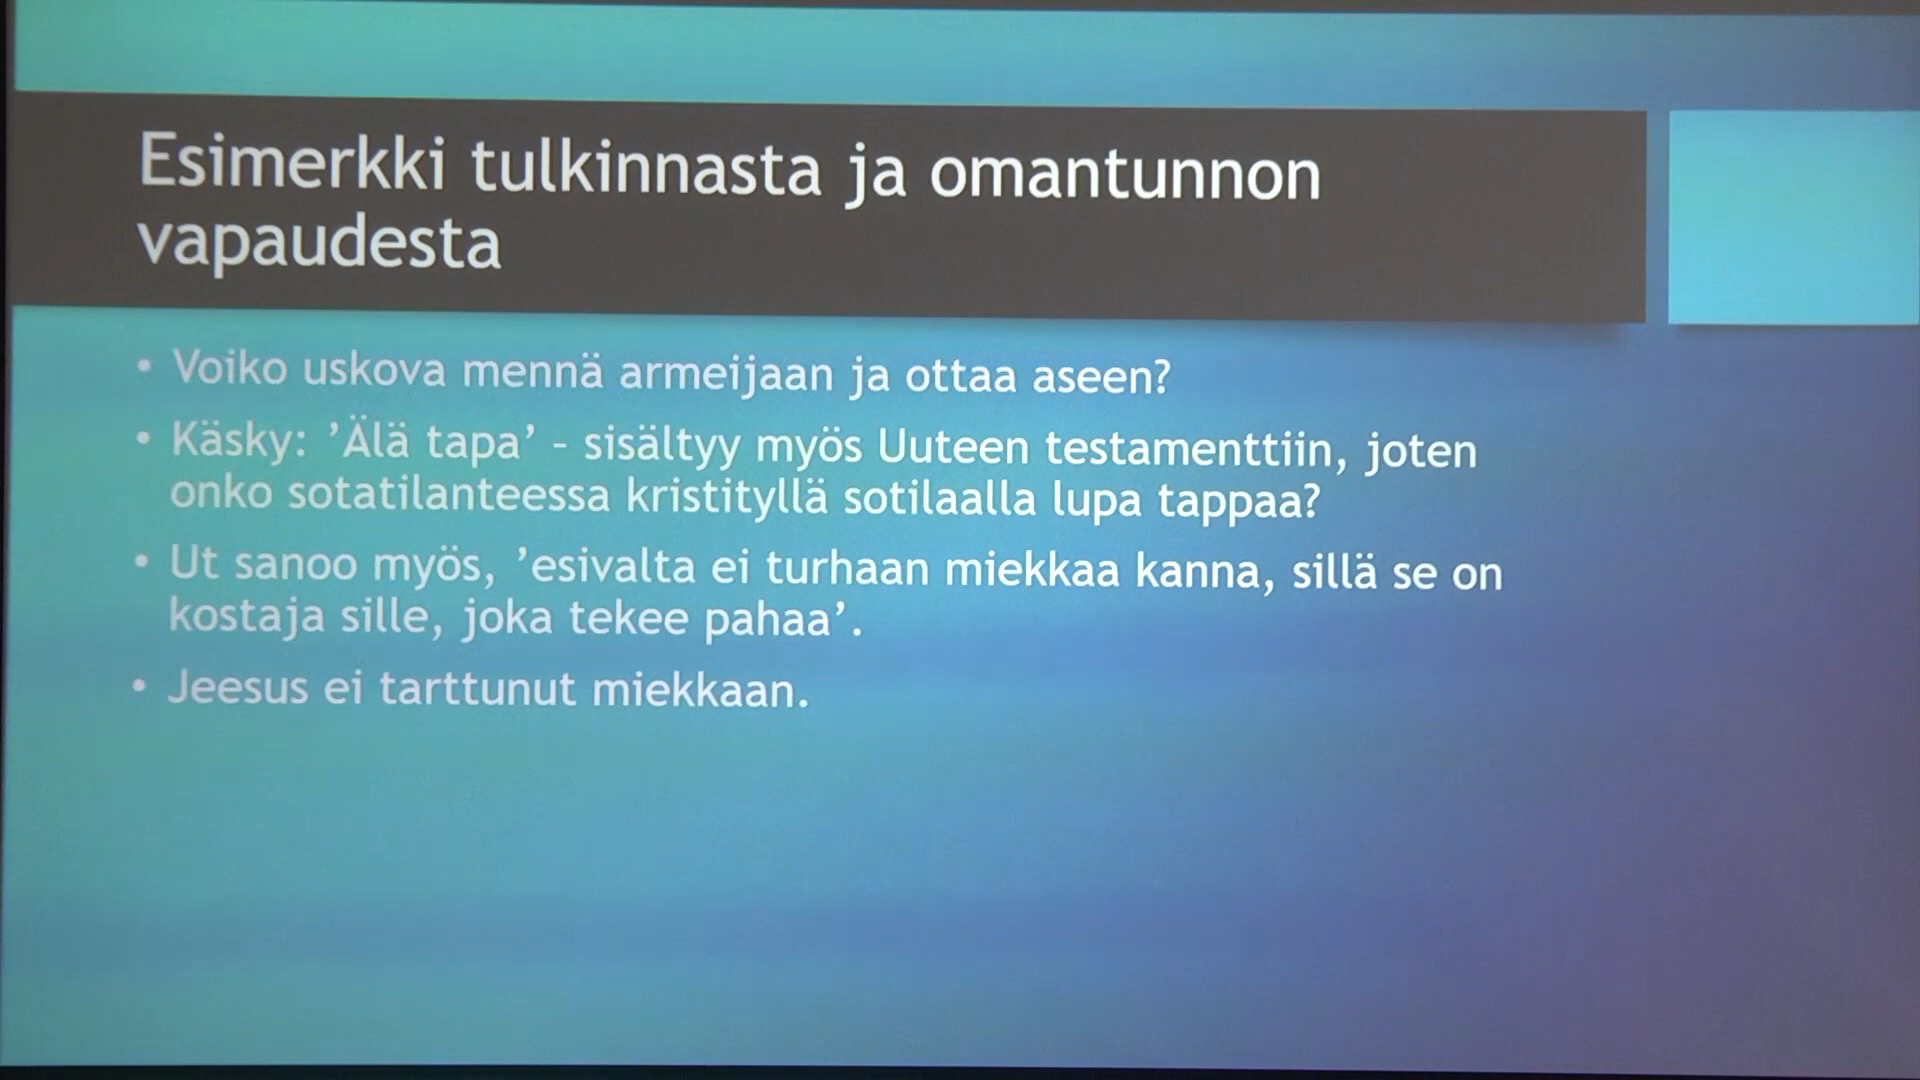 Esimerkki tulkinnasta ja omantunnon
vapaudesta
• Voiko uskova mennä armeijaan ja ottaa aseen?
• Käsky: ’Älä tapa’ - sisältyy myös Uuteen testamenttiin, joten
onko sotatilanteessa kristityllä sotilaalla lupa tappaa?
• Ut sanoo myös, ’esivalta ei turhaan miekkaa kanna, sillä se on
kostaja sille, joka tekee pahaa’.
• Jeesus ei tarttunut miekkaan.